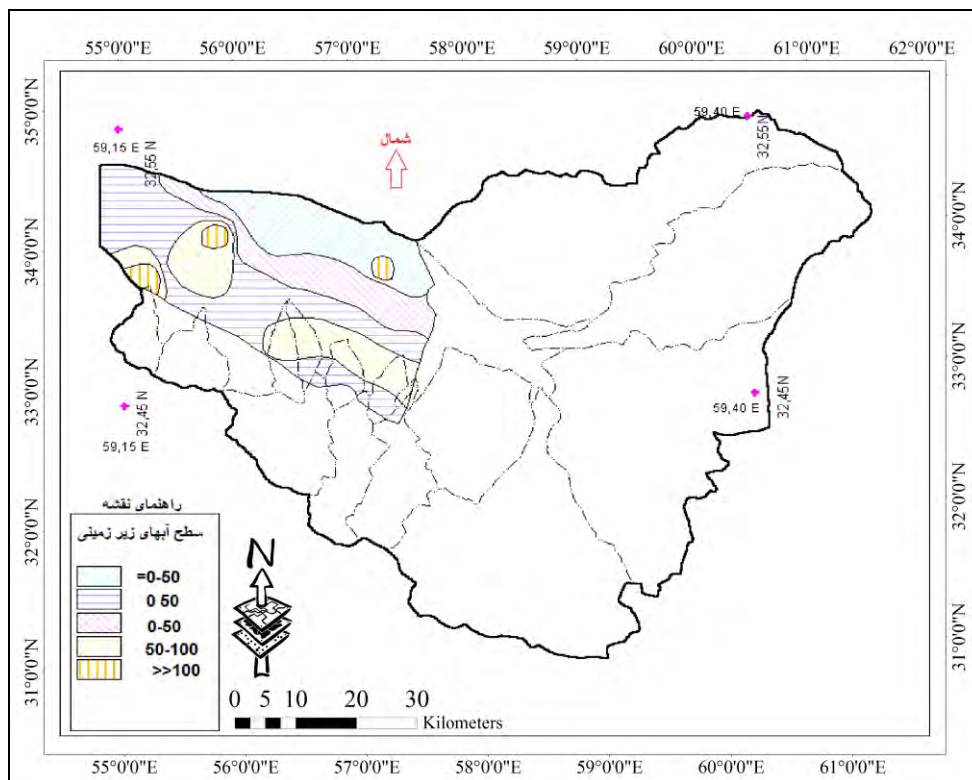 55°0'0"E 56°0'0"E 57°0'0"E 58°0'0"E 59°0'0"E 60°0'0"E 61°0'0"E 62°0'0"E
35°0'0"N
34°0'0"N
33°0'0"N
32°0'0"N
31°0'0"N
59,15 E
32,55 N
شمال
59,40 E
32,55 N
34°0'0"N
33°0'0"N
32°0'0"N
31°0'0"N
59,15 E
32,45 N
59,40 E
32,45 N
راهنمای نقشه
سطح آبهای زیر زمینی
=0-50
0 50
0-50
50-100
>>100
N
0 5 10 20 30
Kilometers
55°0'0"E 56°0'0"E 57°0'0"E 58°0'0"E 59°0'0"E 60°0'0"E 61°0'0"E